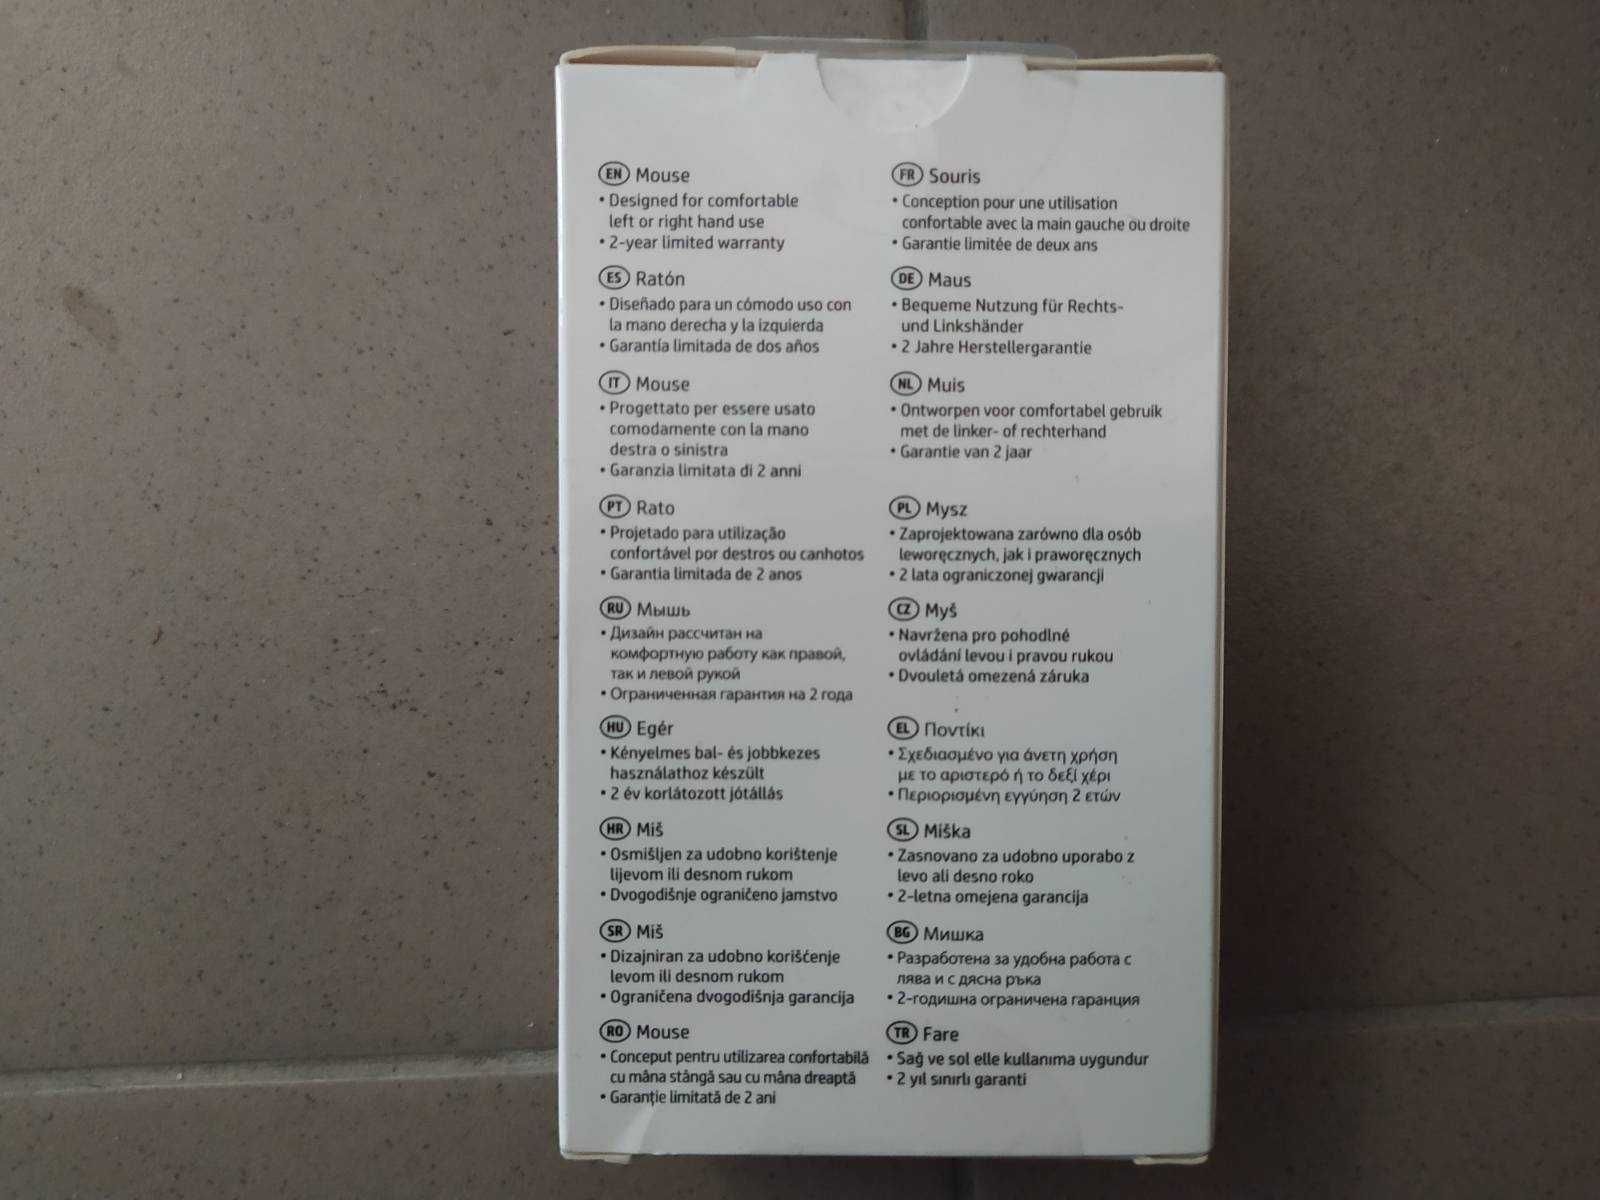 EN Mouse
• Designed for comfortable
left or right hand use
• 2-year limited warranty
ES Ratón
• Diseñado para un cómodo uso con
la mano derecha y la izquierda
• Garantía limitada de dos años
IT Mouse
• Progettato per essere usato
comodamente con la mano
destra o sinistra
• Garanzia limitata di 2 anni
PT Rato
• Projetado para utilização
confortável por destros ou canhotos
• Garantia limitada de 2 anos
RU Мышь
• Дизайн рассчитан на
комфортную работу как правой,
так и левой рукой
• Ограниченная гарантия на 2 года
HU Egér
• Kényelmes bal- és jobbkezes
használathoz készült
• 2 év korlátozott jótállás
HR Miš
• Osmišljen za udobno korištenje
lijevom ili desnom rukom
• Dvogodišnje ograničeno jamstvo
SR Miš
• Dizajniran za udobno korišćenje
levom ili desnom rukom
• Ograničena dvogodišnja garancija
RO Mouse
• Conceput pentru utilizarea confortabilă
cu mâna stângă sau cu mâna dreaptă
• Garanție limitată de 2 ani
FR Souris
• Conception pour une utilisation
confortable avec la main gauche ou droite
• Garantie limitée de deux ans
DE Maus
• Bequeme Nutzung für Rechts-
und Linkshänder
• 2 Jahre Herstellergarantie
NL Muis
• Ontworpen voor comfortabel gebruik
met de linker- of rechterhand
• Garantie van 2 jaar
PL Mysz
• Zaprojektowana zarówno dla osób
leworęcznych, jak i praworęcznych
• 2 lata ograniczonej gwarancji
CZ Myš
• Navržena pro pohodlné
ovládání levou i pravou rukou
• Dvouletá omezená záruka
EL Ποντίκι
• Σχεδιασμένο για άνετη χρήση
με το αριστερό ή το δεξί χέρι
• Περιορισμένη εγγύηση 2 ετών
SL Miška
• Zasnovano za udobno uporabo z
levo ali desno roko
• 2-letna omejena garancija
BG Мишка
• Разработена за удобна работа с
лява и с дясна ръка
• 2-годишна ограничена гаранция
TR Fare
• Sağ ve sol elle kullanıma uygundur
• 2 yıl sınırlı garanti